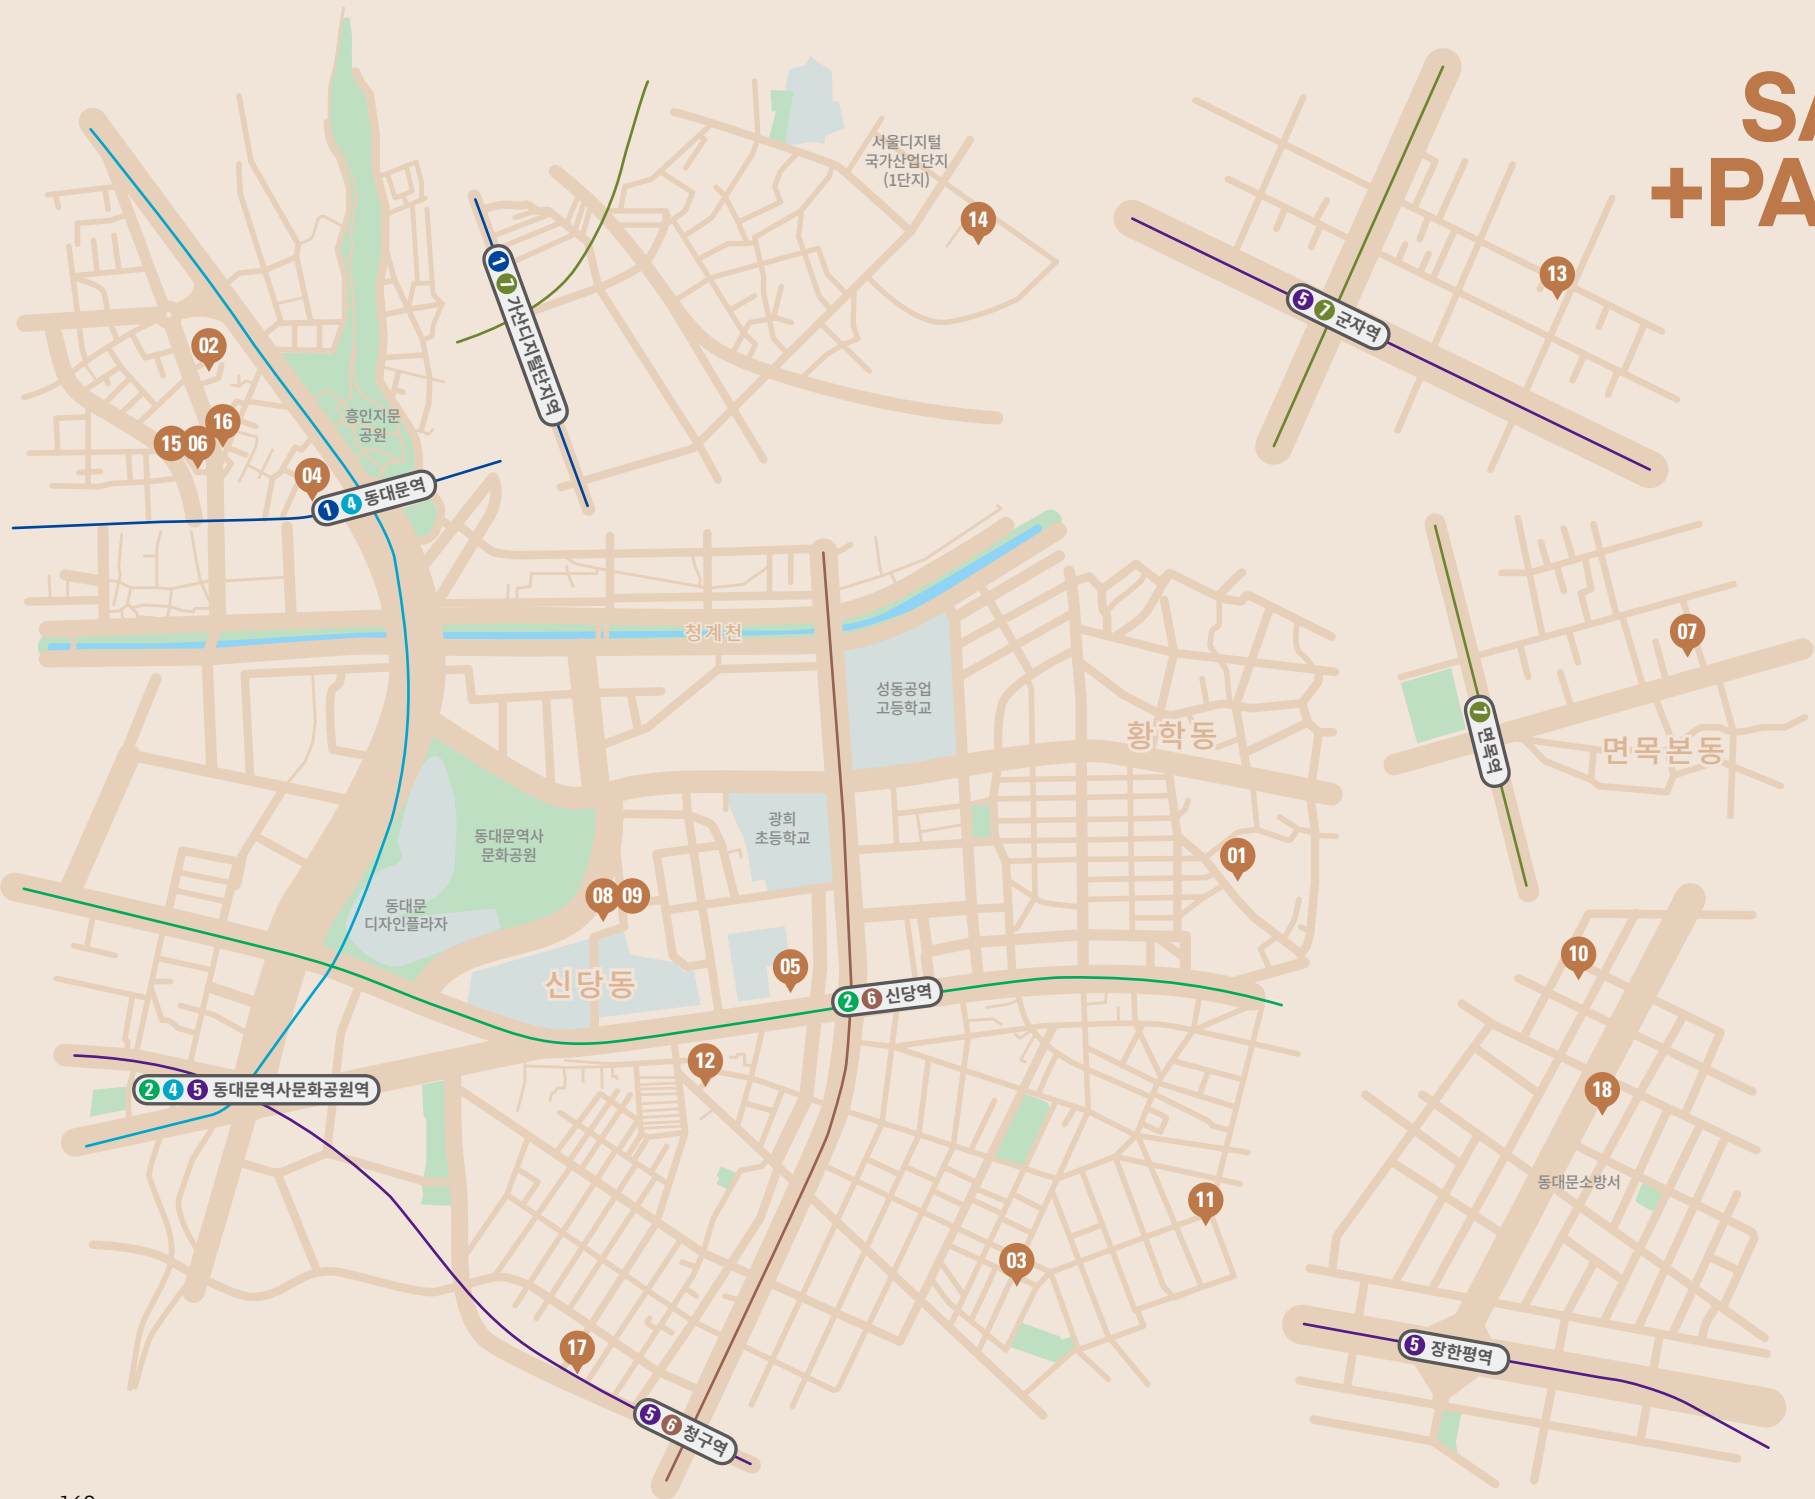 SA
+PA
서울디지털
국가산업단지
(1단지)
14
1 7 가산디지털단지역
13
5 7 군자역
02
16
15 06
04
흥인지문
공원
1 4 동대문역
청계천
성동공업
고등학교
황학동
07
7 면목역
면목본동
동대문역사
문화공원
광희
초등학교
01
동대문
디자인플라자
08 09
신당동
05
2 6 신당역
10
12
2 4 5 동대문역사문화공원역
18
동대문소방서
11
03
17
5 장한평역
5 6 청구역